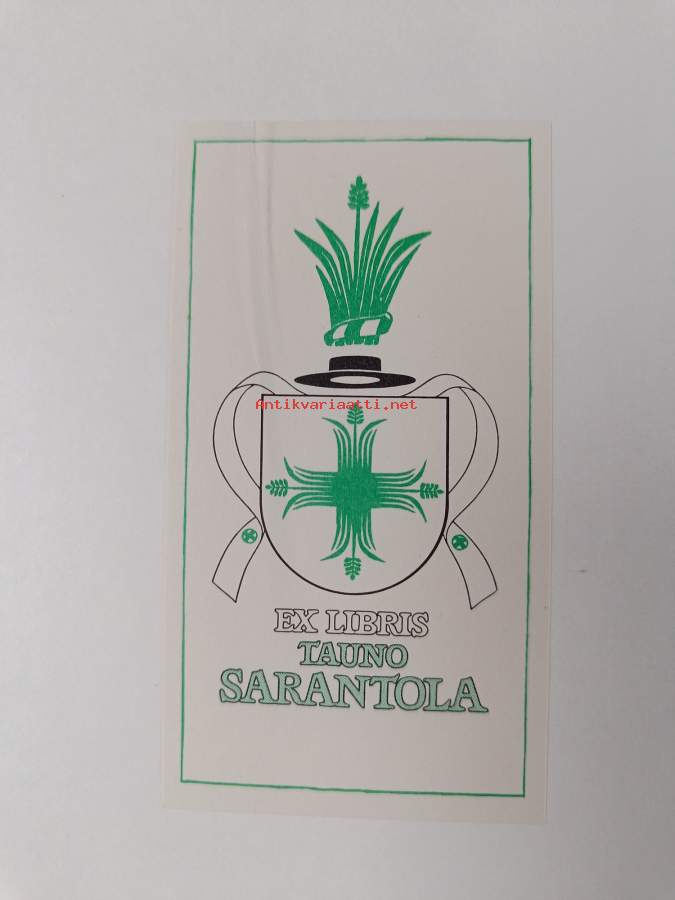 Antikvariaatti.net
EX LIBRIS
TAUNO
SARANTOLA